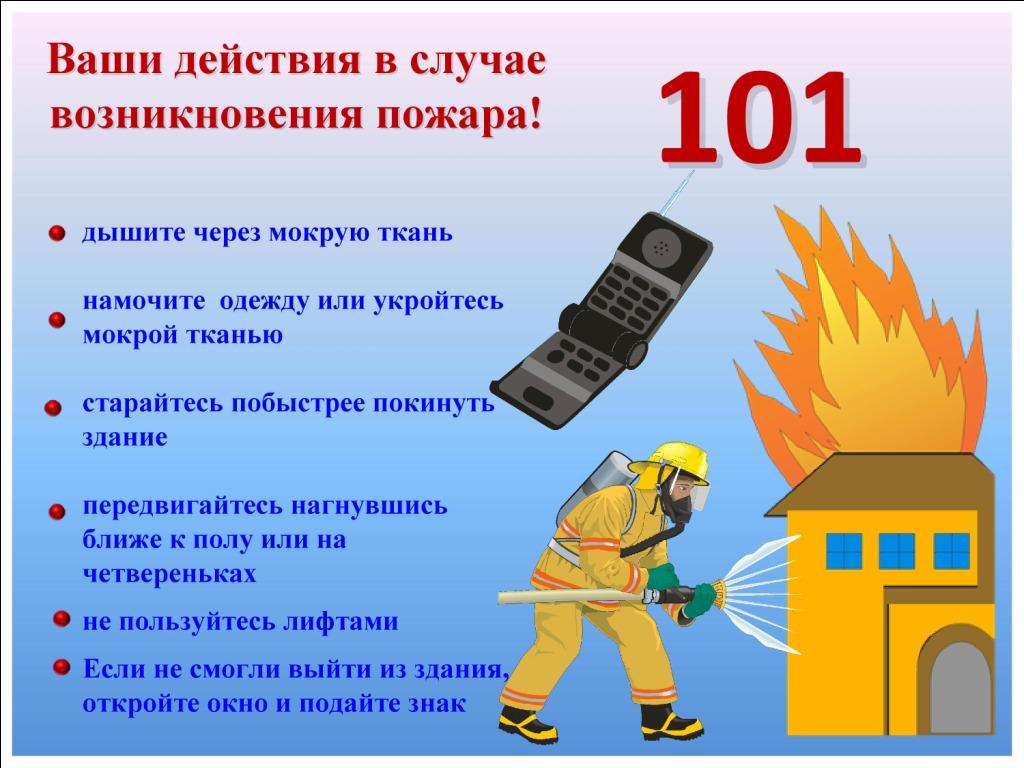 Ваши действия в случае
возникновения пожара!
101
дышите через мокрую ткань
намочите одежду или укройтесь
мокрой тканью
старайтесь побыстрее покинуть
здание
передвигайтесь нагнувшись
ближе к полу или на
четвереньках
не пользуйтесь лифтами
Если не смогли выйти из здания,
откройте окно и подайте знак